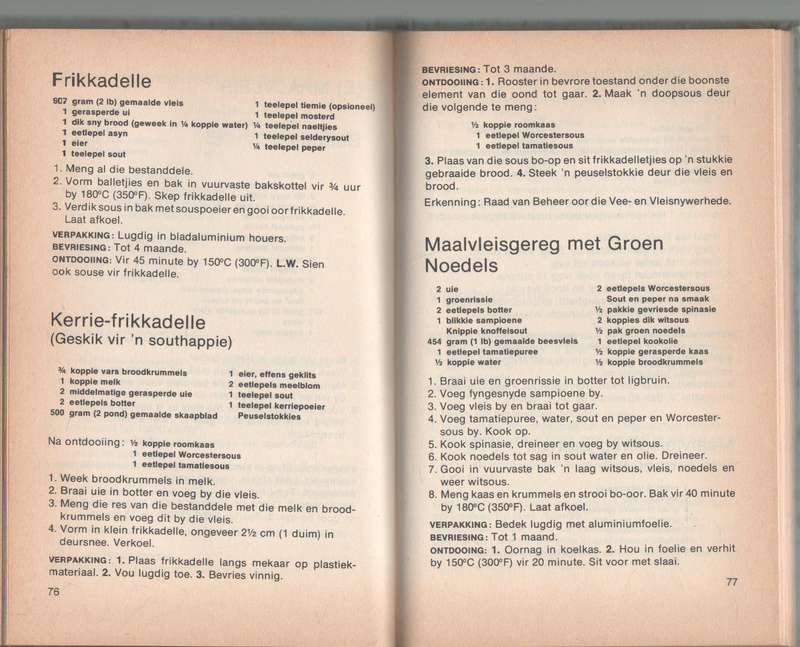 Frikkadelle
907 gram (2 lb) gemaalde vleis
1 gerasperde ui
1 dik sny brood (geweek in ¼ koppie water)
1 eetlepel asyn
1 eier
1 teelepel sout
1 teelepel tiemie (opsioneel)
1 teelepel mosterd
¼ teelepel naeltjies
1 teelepel selderysout
¼ teelepel peper
1. Meng al die bestanddele.
2. Vorm balletjies en bak in vuurvaste bakskottel vir ¾ uur
by 180°C (350°F). Skep frikkadelle uit.
3. Verdik sous in bak met souspoeier en gooi oor frikkadelle.
Laat afkoel.
VERPAKKING: Lugdig in bladaluminium houers.
BEVRIESING: Tot 4 maande.
ONTDOOIING: Vir 45 minute by 150°C (300°F). L.W. Sien
ook souse vir frikkadelle.
Kerrie-frikkadelle
(Geskik vir 'n southappie)
¾ koppie vars broodkrummels
1 koppie melk
2 middelmatige gerasperde uie
2 eetlepels botter
500 gram (2 pond) gemaalde skaapblad
1 eier, effens geklits
2 eetlepels meelblom
1 teelepel sout
1 teelepel kerriepoeier
Peuselstokkies
Na ontdooiing: ½ koppie roomkaas
1 eetlepel Worcestersous
1 eetlepel tamatiesous
1. Week broodkrummels in melk.
2. Braai uie in botter en voeg by die vleis.
3. Meng die res van die bestanddele met die melk en brood-
krummels en voeg dit by die vleis.
4. Vorm in klein frikkadelle, ongeveer 2½ cm (1 duim) in
deursnee. Verkoel.
VERPAKKING: 1. Plaas frikkadelle langs mekaar op plastiek-
materiaal. 2. Vou lugdig toe. 3. Bevries vinnig.
76
BEVRIESING: Tot 3 maande.
ONTDOOIING: 1. Rooster in bevrore toestand onder die boonste
element van die oond tot gaar. 2. Maak 'n doopsous deur
die volgende te meng:
½ koppie roomkaas
1 eetlepel Worcestersous
1 eetlepel tamatiesous
3. Plaas van die sous bo-op en sit frikkadelletjies op 'n stukkie
gebraaide brood. 4. Steek 'n peuselstokkie deur die vleis en
brood.
Erkenning: Raad van Beheer oor die Vee- en Vleisnywerhede.
Maalvleisgereg met Groen
Noedels
2 uie
1 groenrissie
2 eetlepels botter
1 blikkie sampioene
Knippie knoffelsout
454 gram (1 lb) gemaalde beesvleis
1 eetlepel tamatiepuree
½ koppie water
2 eetlepels Worcestersous
Sout en peper na smaak
½ pakkie gevriesde spinasie
2 koppies dik witsous
½ pak groen noedels
1 eetlepel kookolie
½ koppie gerasperde kaas
½ koppie broodkrummels
1. Braai uie en groenrissie in botter tot ligbruin.
2. Voeg fyngesnyde sampioene by.
3. Voeg vleis by en braai tot gaar.
4. Voeg tamatiepuree, water, sout en peper en Worcester-
sous by. Kook op.
5. Kook spinasie, dreineer en voeg by witsous.
6. Kook noedels tot sag in sout water en olie. Dreineer.
7. Gooi in vuurvaste bak 'n laag witsous, vleis, noedels en
weer witsous.
8. Meng kaas en krummels en strooi bo-oor. Bak vir 40 minute
by 180°C (350°F). Laat afkoel.
VERPAKKING: Bedek lugdig met aluminiumfoelie.
BEVRIESING: Tot 1 maand.
ONTDOOING: 1. Oornag in koelkas. 2. Hou in foelie en verhit
by 150°C (300°F) vir 20 minute. Sit voor met slaai.
77